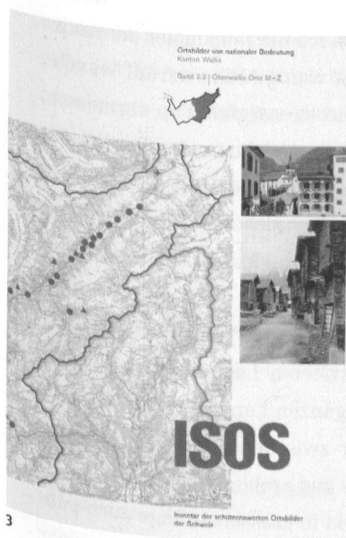 Ortsbilder von nationaler Bedeutung
Kanton Wallis
Band 2.2 | Oberwallis Orte M–Z
ISOS
3
Inventar der schützenswerten Ortsbilder
der Schweiz